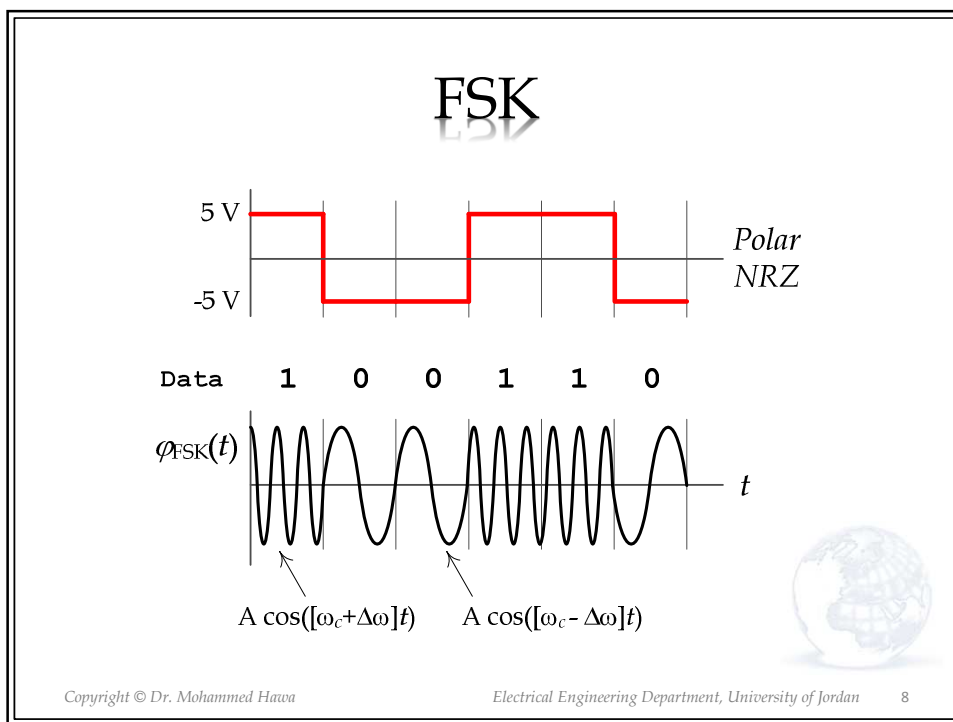 FSK
5 V
-5 V
Polar
NRZ
Data 1 0 0 1 1 0
φFSK(t)
t
A cos([ωc+Δω]t) A cos([ωc - Δω]t)
Copyright © Dr. Mohammed Hawa Electrical Engineering Department, University of Jordan 8